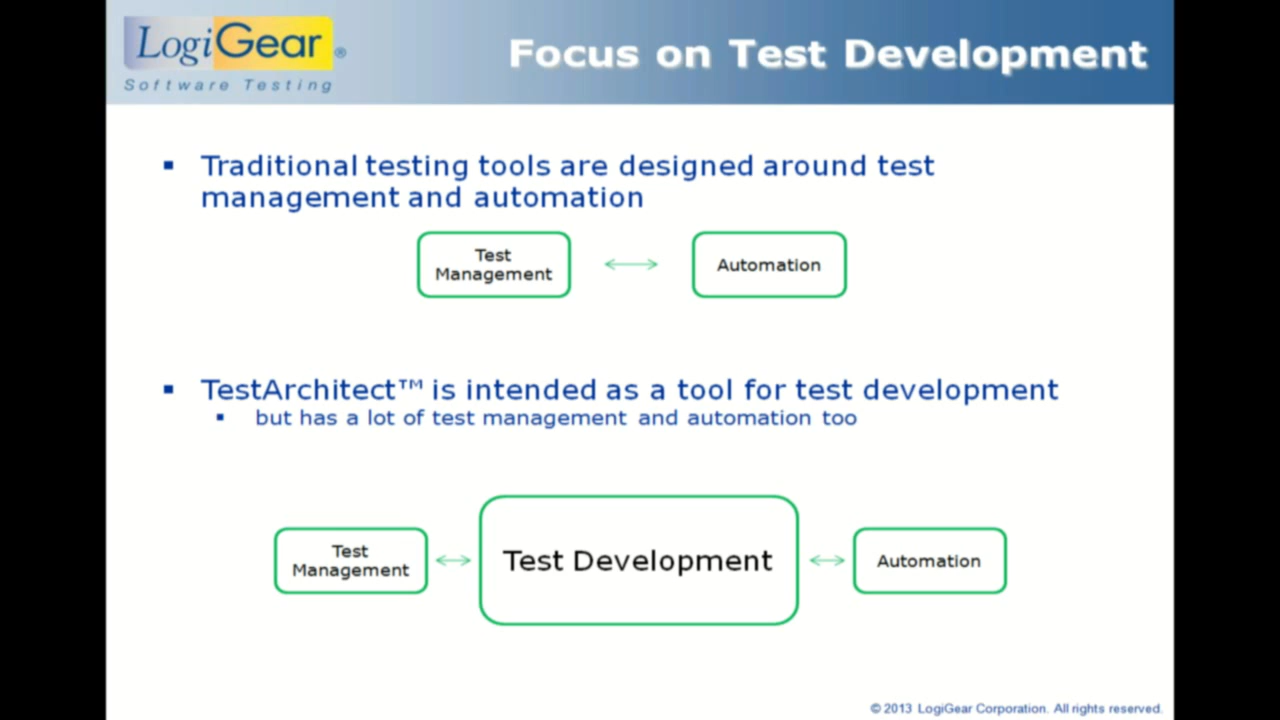 LogiGear®
Software Testing
Focus on Test Development
▪ Traditional testing tools are designed around test
management and automation
Test
Management
Automation
▪ TestArchitect™ is intended as a tool for test development
▪ but has a lot of test management and automation too
Test
Management
Test Development
Automation
© 2013 LogiGear Corporation. All rights reserved.